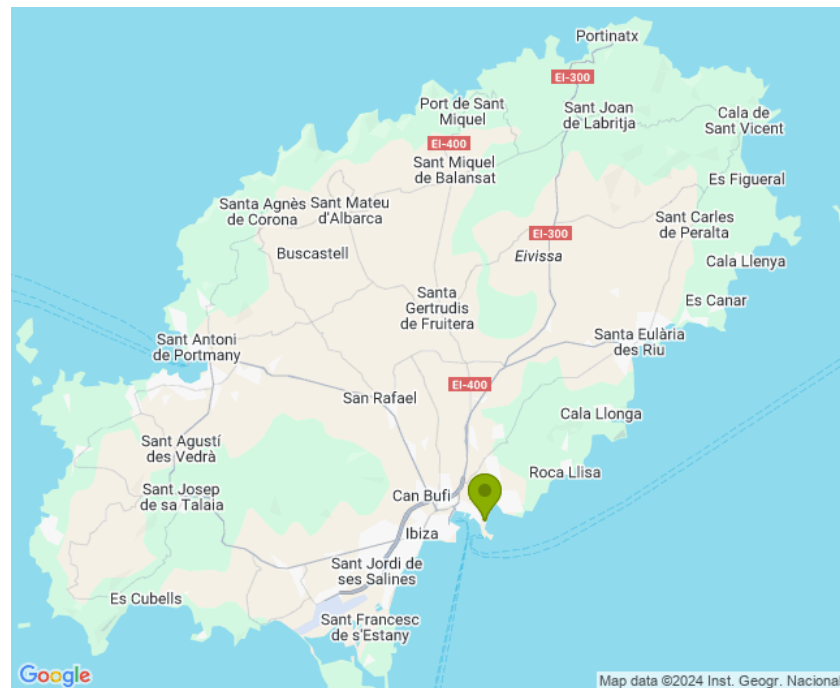 Portinatx
EI-300
Port de Sant
Miquel
Sant Joan
de Labritja
Cala de
Sant Vicent
EI-400
Sant Miquel
de Balansat
Es Figueral
Santa Agnès
de Corona
Sant Mateu
d'Albarca
Sant Carles
de Peralta
EI-300
Buscastell
Eivissa
Cala Llenya
Santa
Gertrudis
de Fruitera
Es Canar
Sant Antoni
de Portmany
Santa Eulària
des Riu
EI-400
San Rafael
Cala Llonga
Sant Agustí
des Vedrà
Roca Llisa
Sant Josep
de sa Talaia
Can Bufi
Ibiza
Sant Jordi de
ses Salines
Es Cubells
Sant Francesc
de s'Estany
Google
Map data ©2024 Inst. Geogr. Nacional